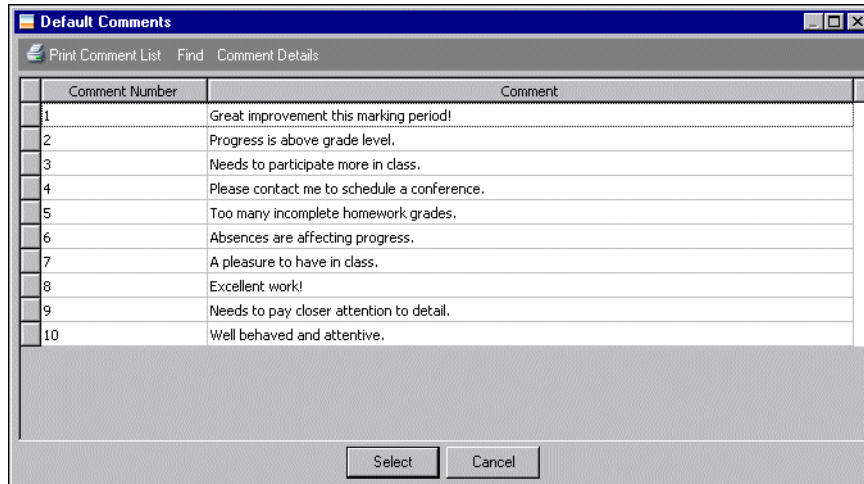 Default Comments
Print Comment List Find Comment Details
Comment Number Comment
1 Great improvement this marking period!
2 Progress is above grade level.
3 Needs to participate more in class.
4 Please contact me to schedule a conference.
5 Too many incomplete homework grades.
6 Absences are affecting progress.
7 A pleasure to have in class.
8 Excellent work!
9 Needs to pay closer attention to detail.
10 Well behaved and attentive.
Select Cancel